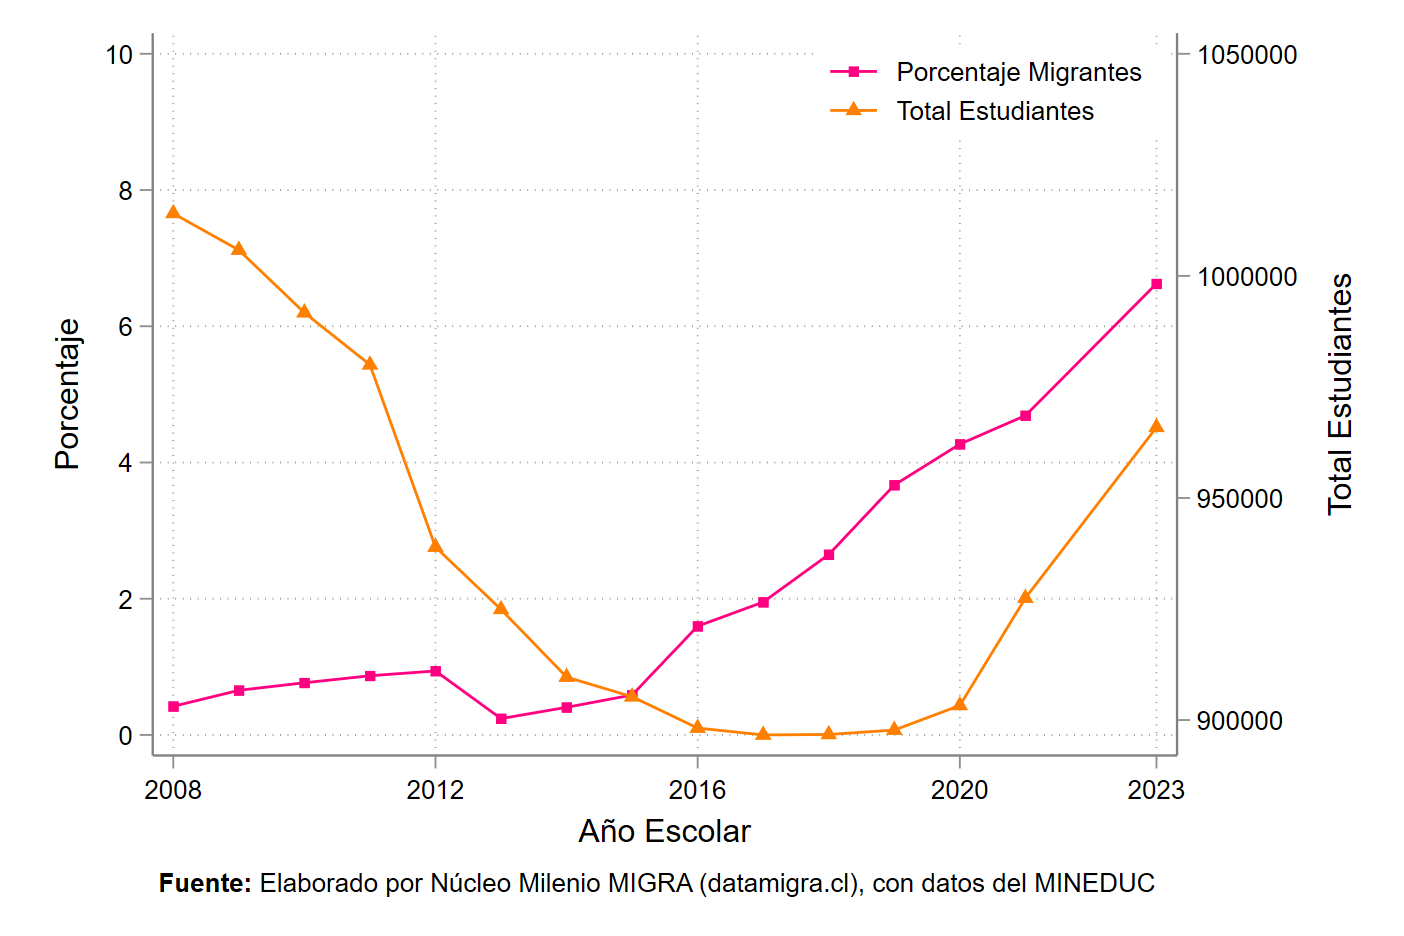 Porcentaje Migrantes
Total Estudiantes
10
8
6
4
2
0
Porcentaje
1050000
1000000
950000
900000
Total Estudiantes
2008 2012 2016 2020 2023
Año Escolar
Fuente: Elaborado por Núcleo Milenio MIGRA (datamigra.cl), con datos del MINEDUC